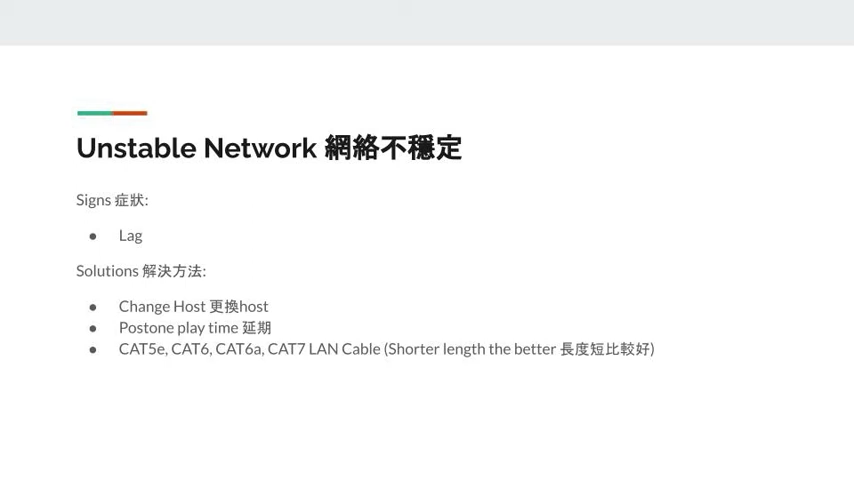 Unstable Network 網絡不穩定
Signs 症狀:
● Lag
Solutions 解決方法:
● Change Host 更換host
● Postone play time 延期
● CAT5e, CAT6, CAT6a, CAT7 LAN Cable (Shorter length the better 長度短比較好)